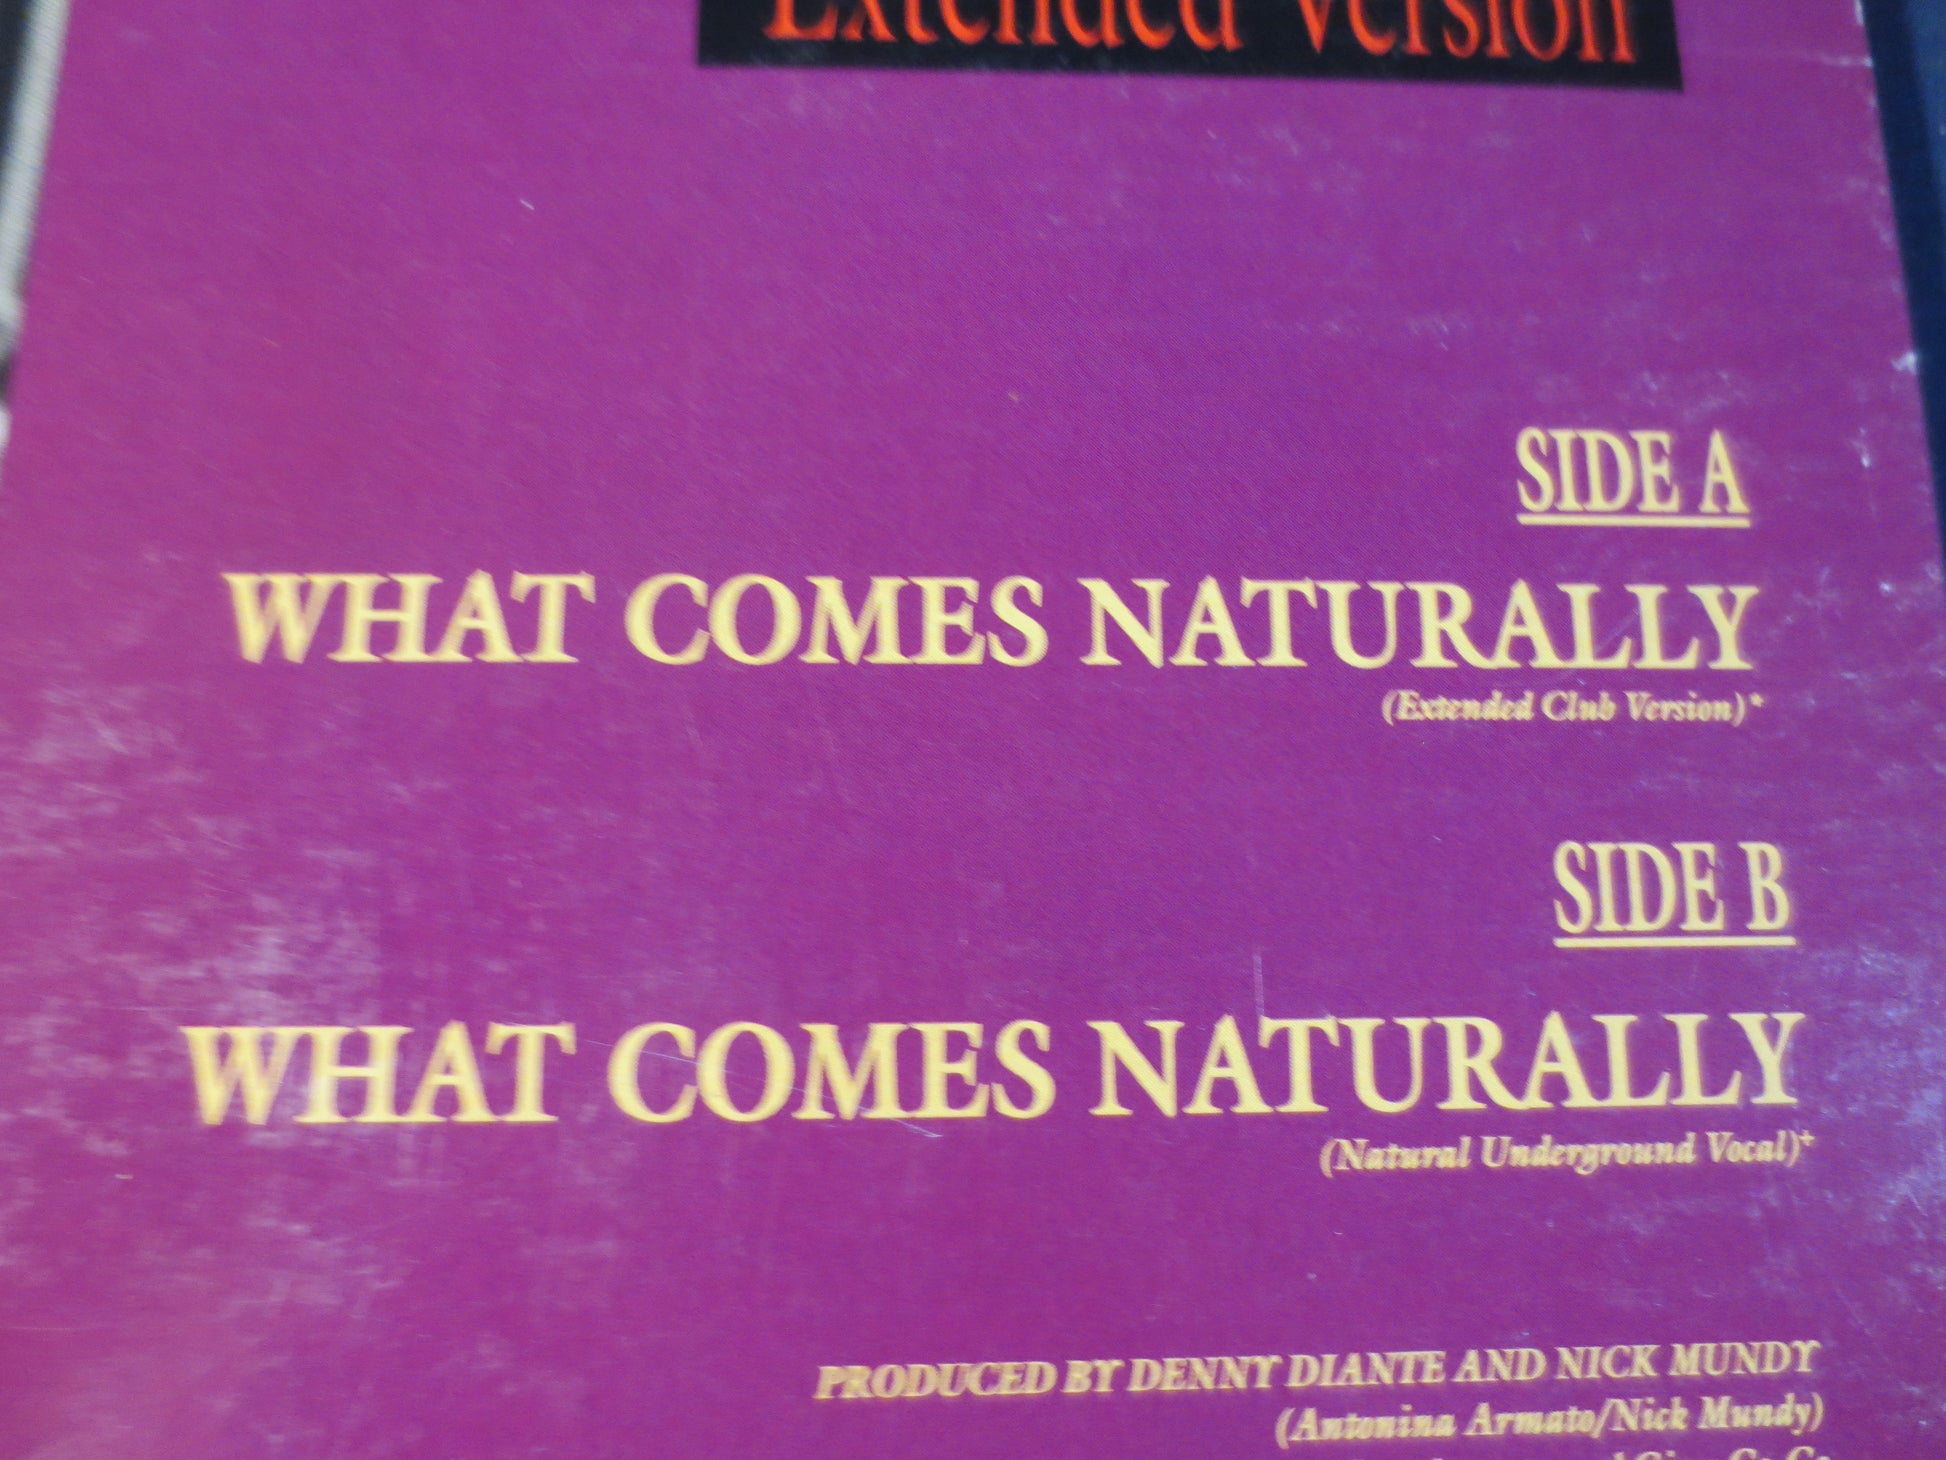 Extended Version
SIDE A
WHAT COMES NATURALLY
(Extended Club Version)*
SIDE B
WHAT COMES NATURALLY
(Natural Underground Vocal)+
PRODUCED BY DENNY DIANTE AND NICK MUNDY
(Antonina Armato/Nick Mundy)